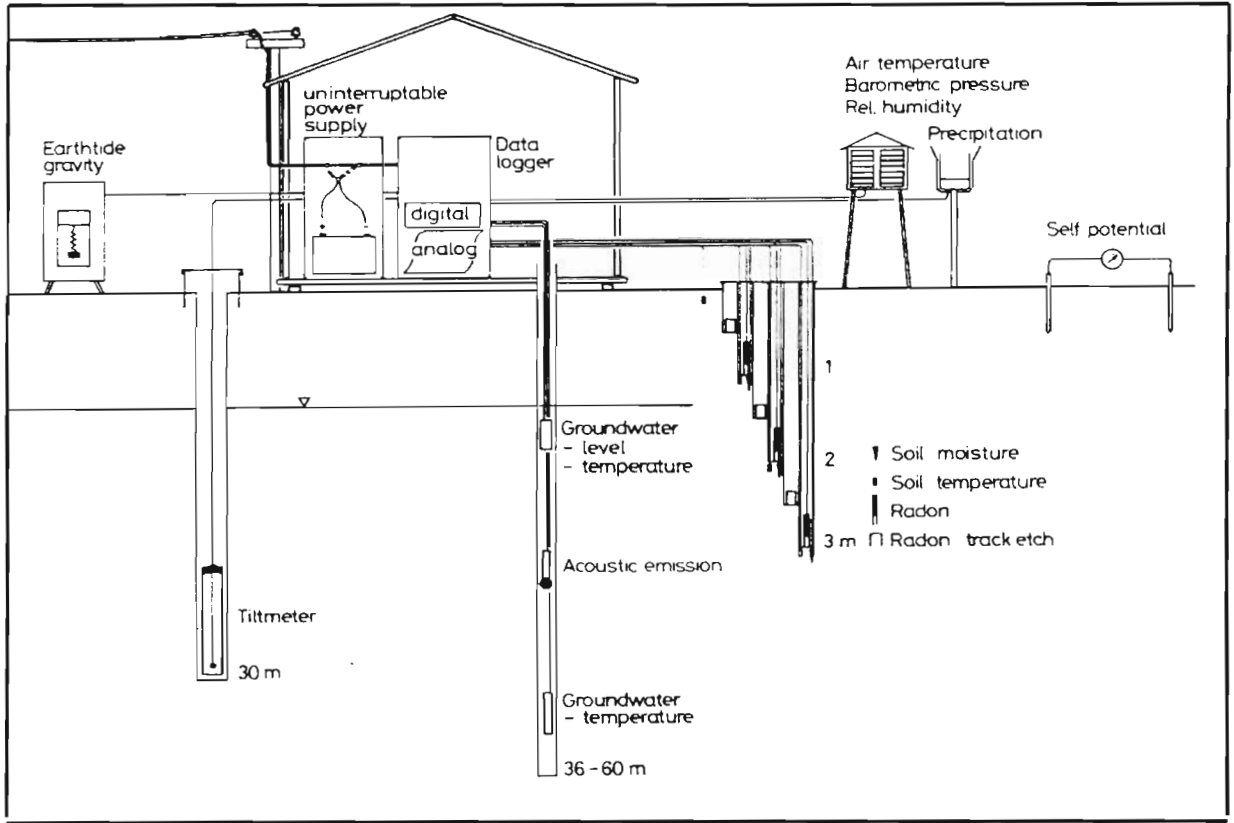 Air temperature
Barometric pressure
Rel. humidity
Precipitation
uninterruptable
power
supply
Data
logger
Earthtide
gravity
digital
analog
Self potential
1
Groundwater
- level
- temperature
2
Soil moisture
Soil temperature
Radon
3 m
Radon track etch
Acoustic emission
Tiltmeter
30 m
Groundwater
- temperature
36-60 m